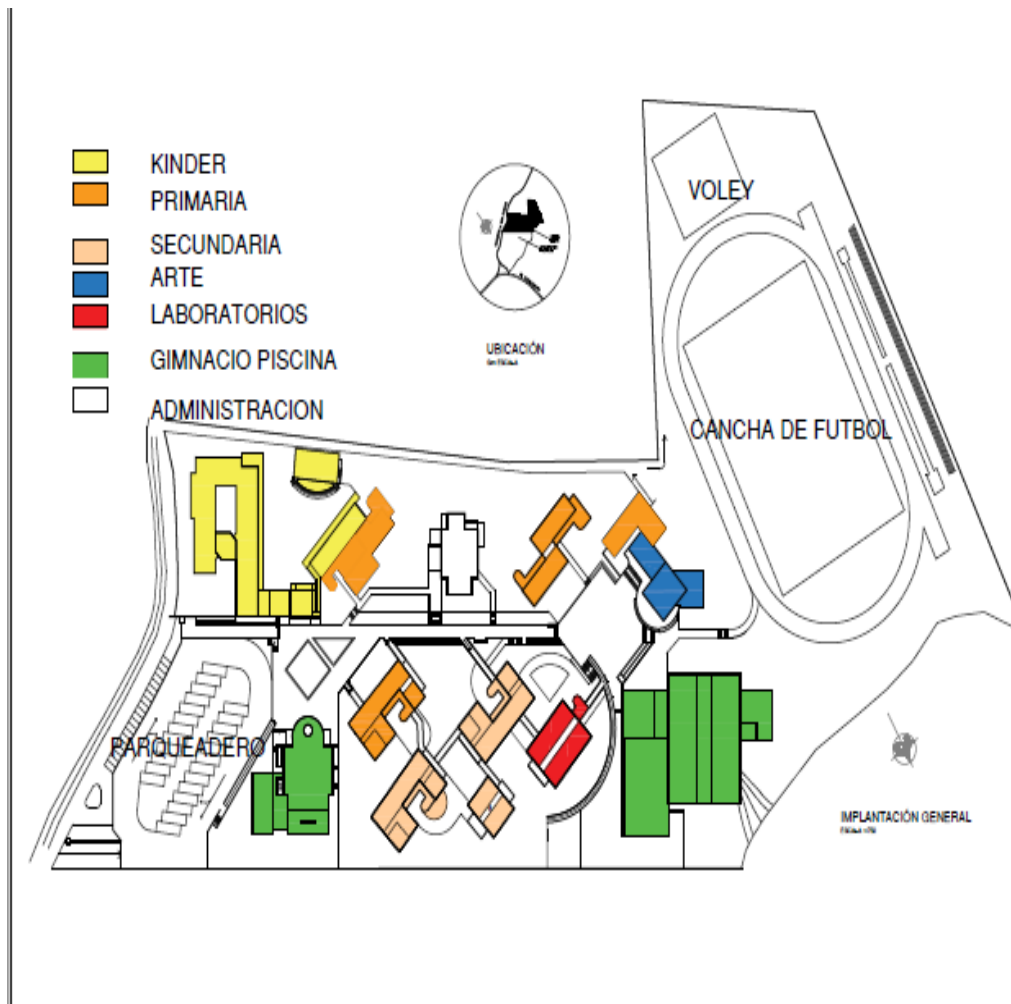 KINDER
PRIMARIA
SECUNDARIA
ARTE
LABORATORIOS
GIMNACIO PISCINA
ADMINISTRACION
UBICACIÓN
VOLEY
CANCHA DE FUTBOL
PARQUEADERO
IMPLANTACIÓN GENERAL